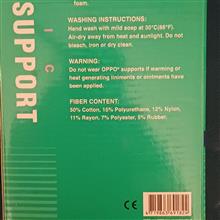 foam.
WASHING INSTRUCTIONS:
Hand wash with mild soap at 30°C(86°F).
Air-dry away from heat and sunlight. Do not
bleach, iron or dry clean.
WARNING:
Do not wear OPPO® supports if warming or
heat generating liniments or ointments have
been applied.
FIBER CONTENT:
50% Cotton, 15% Polyurethane, 12% Nylon,
11% Rayon, 7% Polyester, 5% Rubber.
CE
I C
SUPPORT